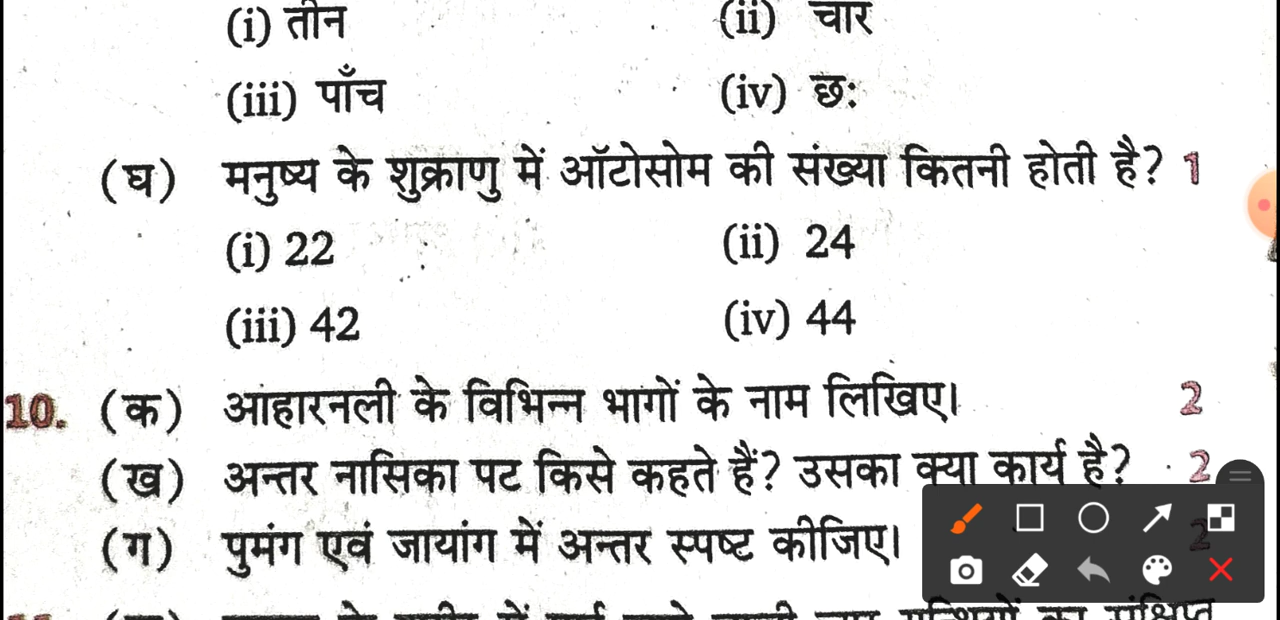 (i) तीन (ii) चार
(iii) पाँच (iv) छ:
(घ) मनुष्य के शुक्राणु में ऑटोसोम की संख्या कितनी होती है? 1
(i) 22 (ii) 24
(iii) 42 (iv) 44
10. (क) आहारनली के विभिन्न भागों के नाम लिखिए। 2
(ख) अन्तर नासिका पट किसे कहते हैं? उसका क्या कार्य है? 2
(ग) पुमंग एवं जायांग में अन्तर स्पष्ट कीजिए। 2